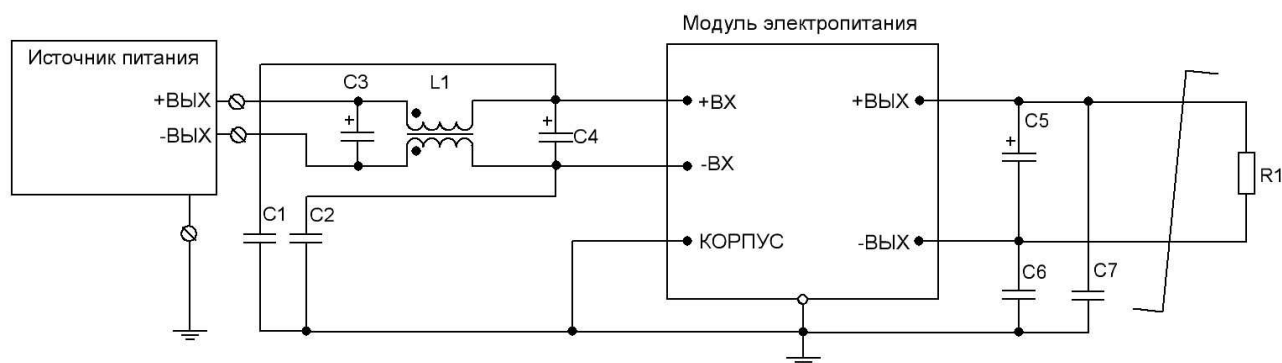 Модуль электропитания
Источник питания
C3
L1
+ВЫХ
+ВХ
+ВЫХ
C5
+
+
C4
+
-ВЫХ
-ВХ
R1
C1
C2
КОРПУС
-ВЫХ
C6
C7